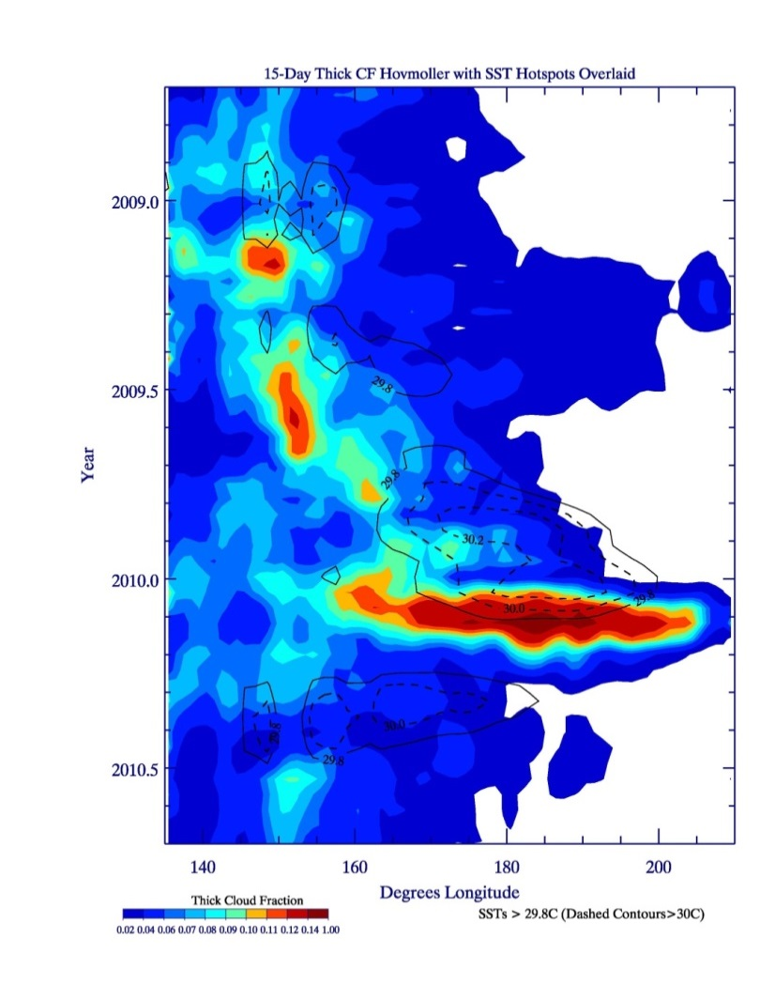 15-Day Thick CF Hovmoller with SST Hotspots Overlaid
2009.0
2009.5
29.8
29.8
30.2
2010.0
29.8
30.0
30.0
29.8
29.8
2010.5
140 160 180 200
Year
Degrees Longitude
Thick Cloud Fraction
SSTs > 29.8C (Dashed Contours>30C)
0.02 0.04 0.06 0.07 0.08 0.09 0.10 0.11 0.12 0.14 1.00